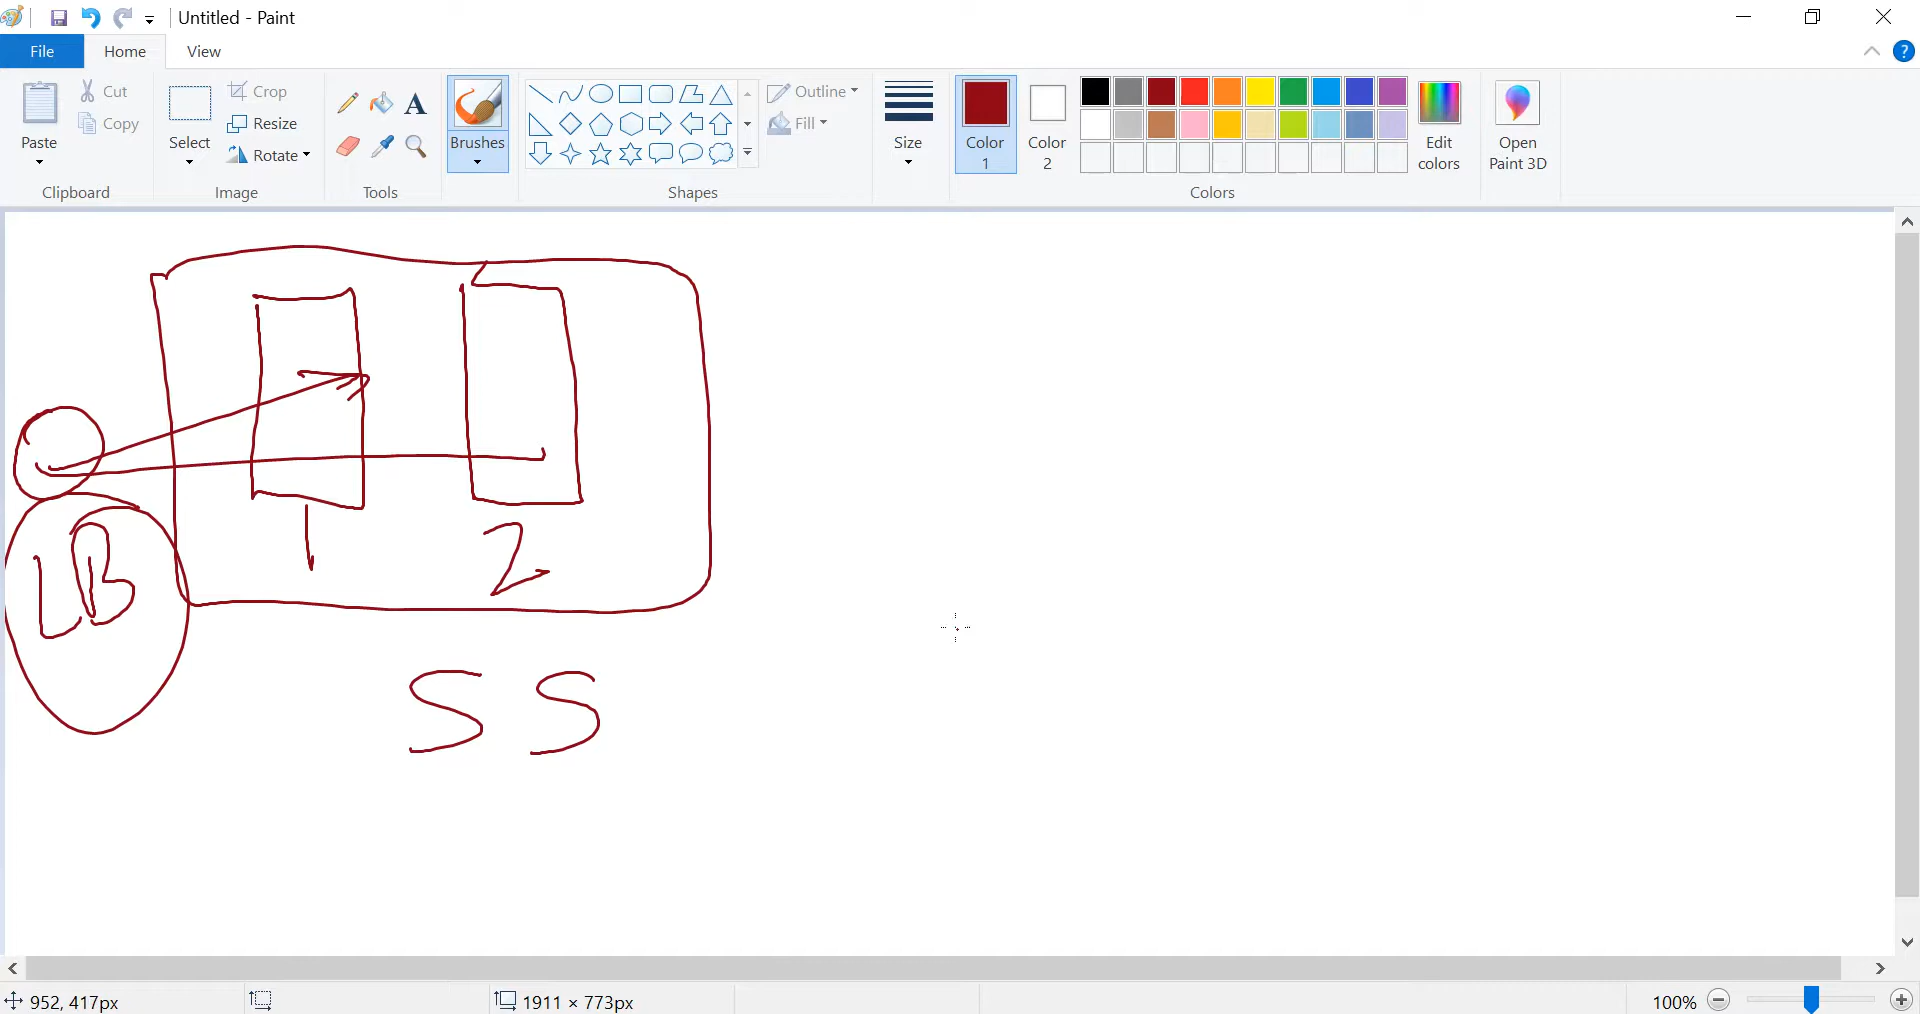 Untitled - Paint
File Home View
Paste
Cut
Copy
Clipboard
Select
Crop
Resize
Rotate
Image
Tools
Brushes
Shapes
Outline
Fill
Size
Color 1
Color 2
Edit colors
Colors
Open Paint 3D
1 2
LB
S S
952, 417px
1911 × 773px
100%